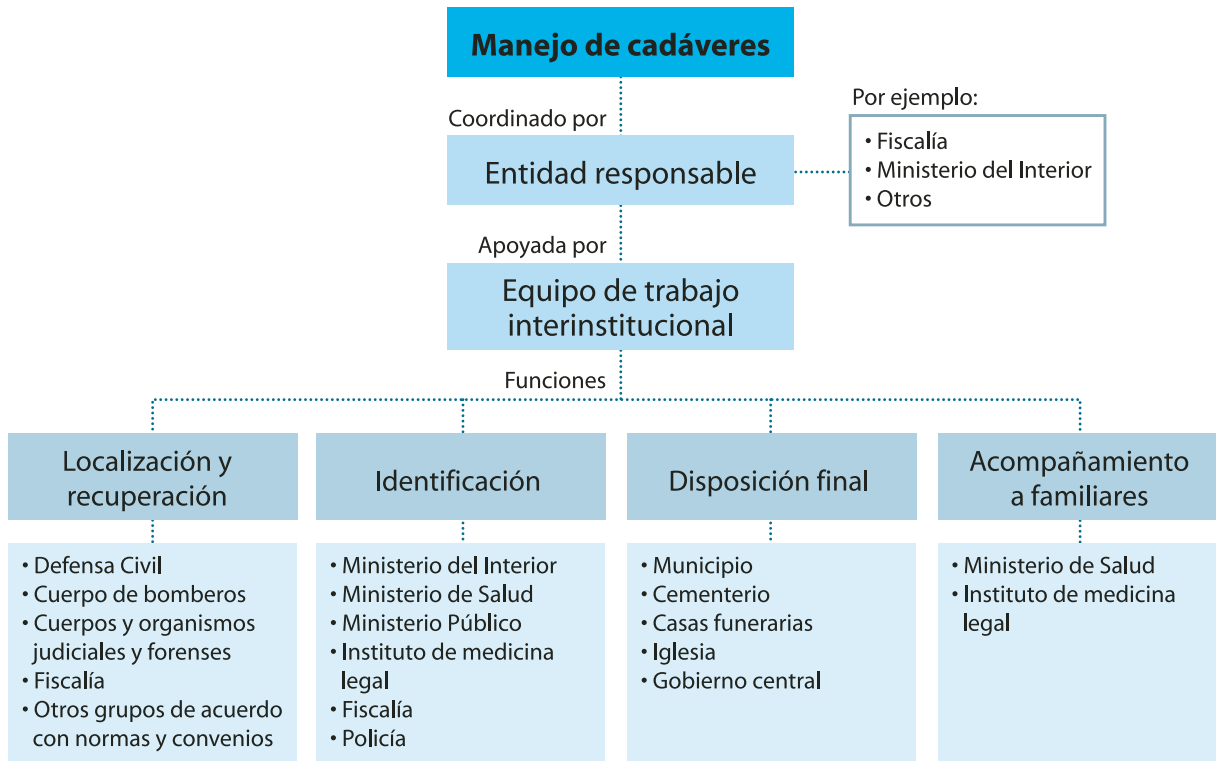 Manejo de cadáveres
Coordinado por
Entidad responsable
Por ejemplo:
• Fiscalía
• Ministerio del Interior
• Otros
Apoyada por
Equipo de trabajo
interinstitucional
Funciones
Localización y
recuperación
• Defensa Civil
• Cuerpo de bomberos
• Cuerpos y organismos
judiciales y forenses
• Fiscalía
• Otros grupos de acuerdo
con normas y convenios
Identificación
• Ministerio del Interior
• Ministerio de Salud
• Ministerio Público
• Instituto de medicina
legal
• Fiscalía
• Policía
Disposición final
• Municipio
• Cementerio
• Casas funerarias
• Iglesia
• Gobierno central
Acompañamiento
a familiares
• Ministerio de Salud
• Instituto de medicina
legal